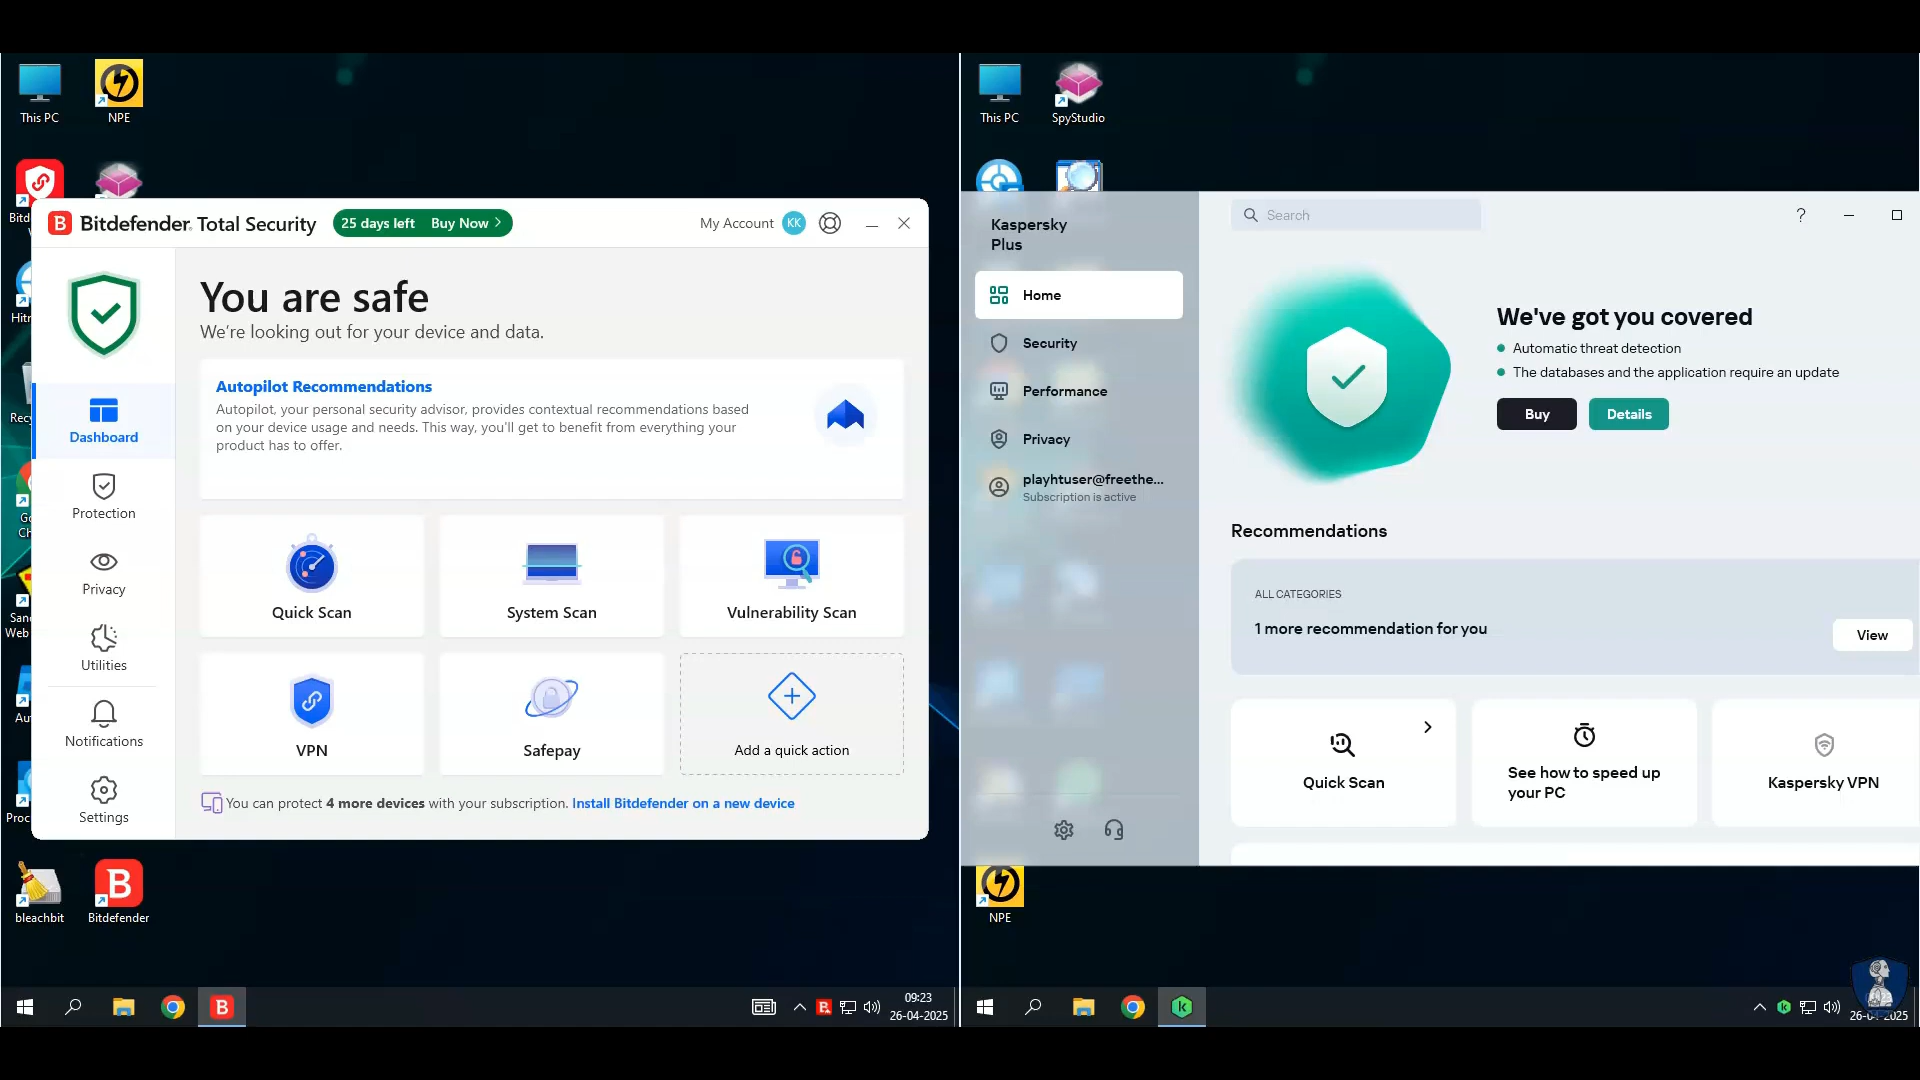 This PC
NPE
Bitdefender Total Security
25 days left
Buy Now
My Account
KK
You are safe
We're looking out for your device and data.
Autopilot Recommendations
Autopilot, your personal security advisor, provides contextual recommendations based
on your device usage and needs. This way, you'll get to benefit from everything your
product has to offer.
Dashboard
Protection
Privacy
Utilities
Notifications
Settings
Quick Scan
System Scan
Vulnerability Scan
VPN
Safepay
Add a quick action
You can protect 4 more devices with your subscription. Install Bitdefender on a new device
bleachbit
Bitdefender
09:23
26-04-2025
This PC
SpyStudio
Kaspersky
Plus
Search
Home
Security
Performance
Privacy
playhtuser@freethe...
Subscription is active
We've got you covered
Automatic threat detection
The databases and the application require an update
Buy
Details
Recommendations
ALL CATEGORIES
1 more recommendation for you
View
Quick Scan
See how to speed up
your PC
Kaspersky VPN
NPE